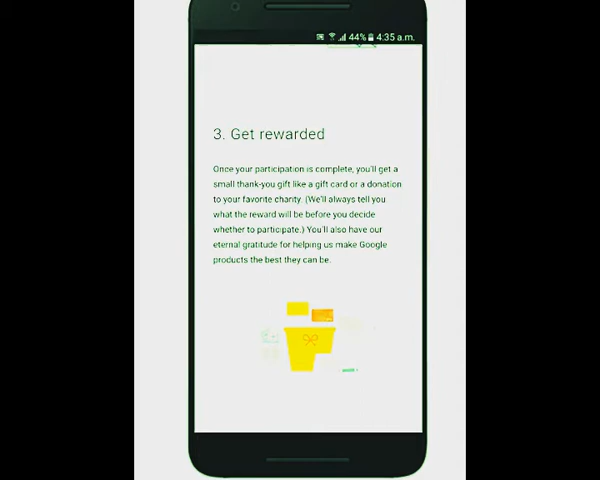 44% 4:35 a.m.
3. Get rewarded
Once your participation is complete, you'll get a
small thank-you gift like a gift card or a donation
to your favorite charity. (We'll always tell you
what the reward will be before you decide
whether to participate.) You'll also have our
eternal gratitude for helping us make Google
products the best they can be.